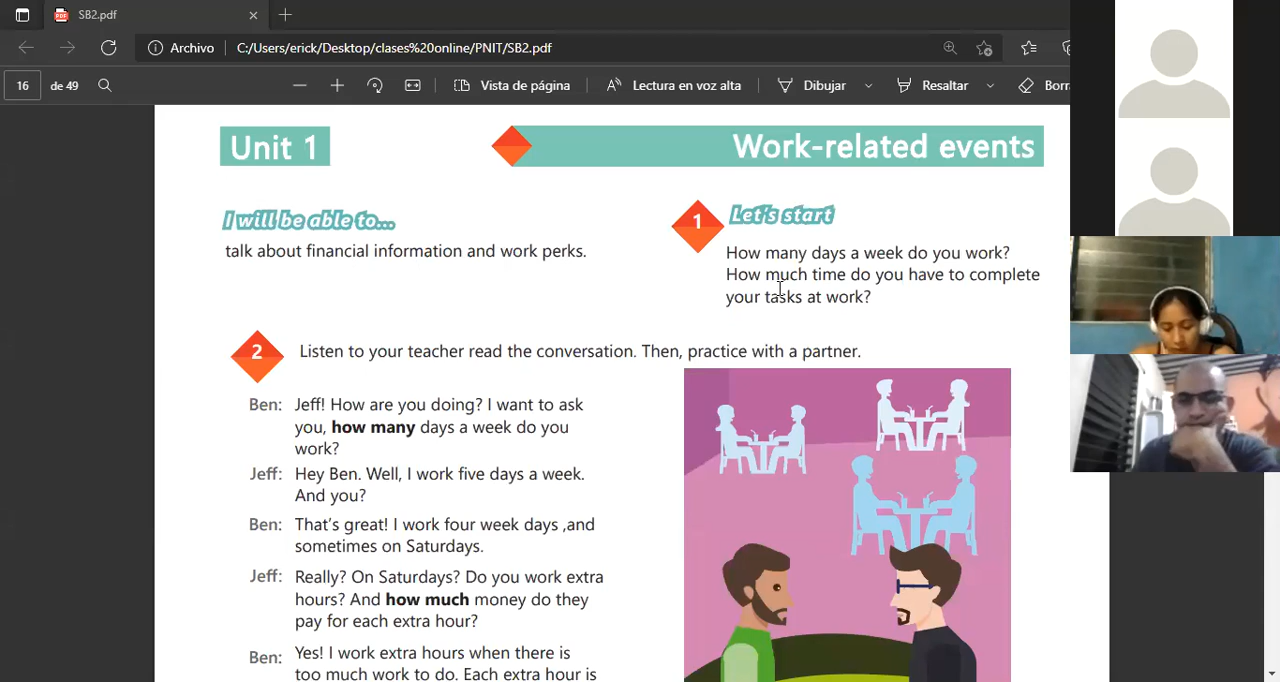 SB2.pdf
Archivo
C:/Users/erick/Desktop/clases%20online/PNIT/SB2.pdf
16
de 49
Vista de página
Lectura en voz alta
Dibujar
Resaltar
Unit 1
Work-related events
I will be able to...
talk about financial information and work perks.
1
Let's start
How many days a week do you work?
How much time do you have to complete
your tasks at work?
2
Listen to your teacher read the conversation. Then, practice with a partner.
Ben: Jeff! How are you doing? I want to ask
you, how many days a week do you
work?
Jeff: Hey Ben. Well, I work five days a week.
And you?
Ben: That's great! I work four week days ,and
sometimes on Saturdays.
Jeff: Really? On Saturdays? Do you work extra
hours? And how much money do they
pay for each extra hour?
Ben: Yes! I work extra hours when there is
too much work to do. Each extra hour is